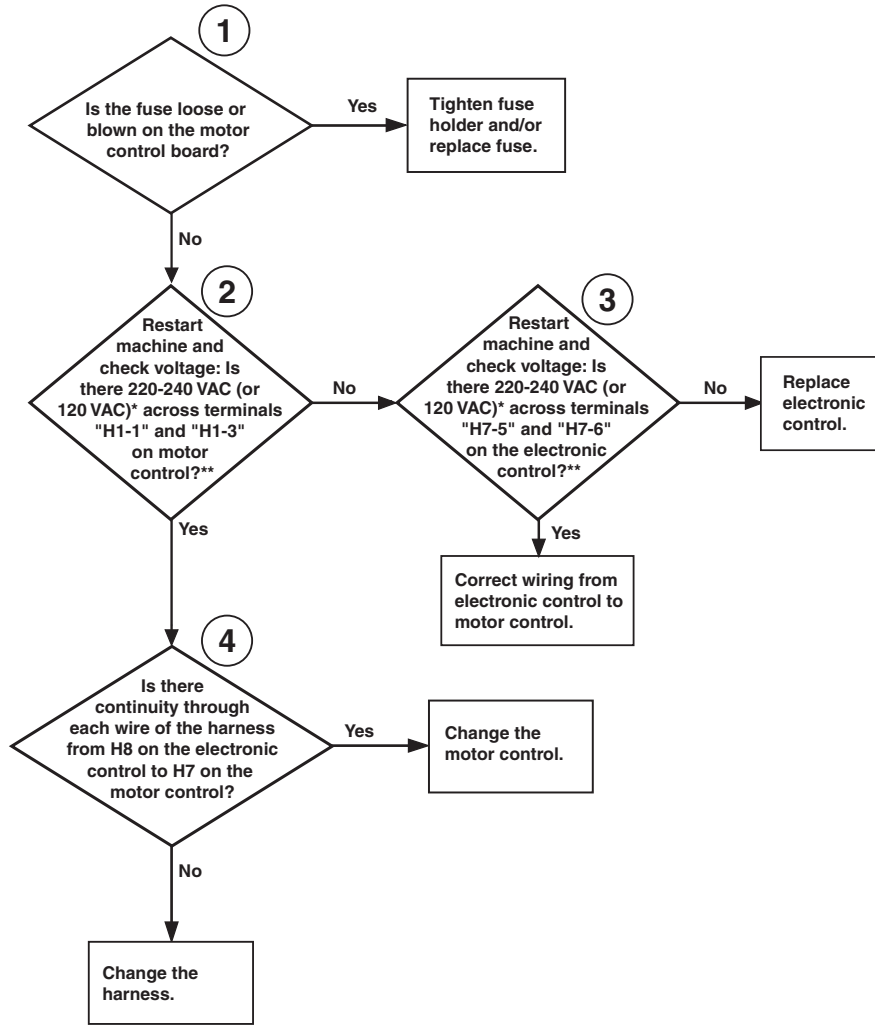 1
Is the fuse loose or
blown on the motor
control board?
Yes
Tighten fuse
holder and/or
replace fuse.
No
2
Restart
machine and
check voltage: Is
there 220-240 VAC (or
120 VAC)* across terminals
"H1-1" and "H1-3"
on motor
control?**
No
3
Restart
machine and
check voltage: Is
there 220-240 VAC (or
120 VAC)* across terminals
"H7-5" and "H7-6"
on the electronic
control?**
No
Replace
electronic
control.
Yes
Yes
Correct wiring from
electronic control to
motor control.
4
Is there
continuity through
each wire of the harness
from H8 on the electronic
control to H7 on the
motor control?
Yes
Change the
motor control.
No
Change the
harness.